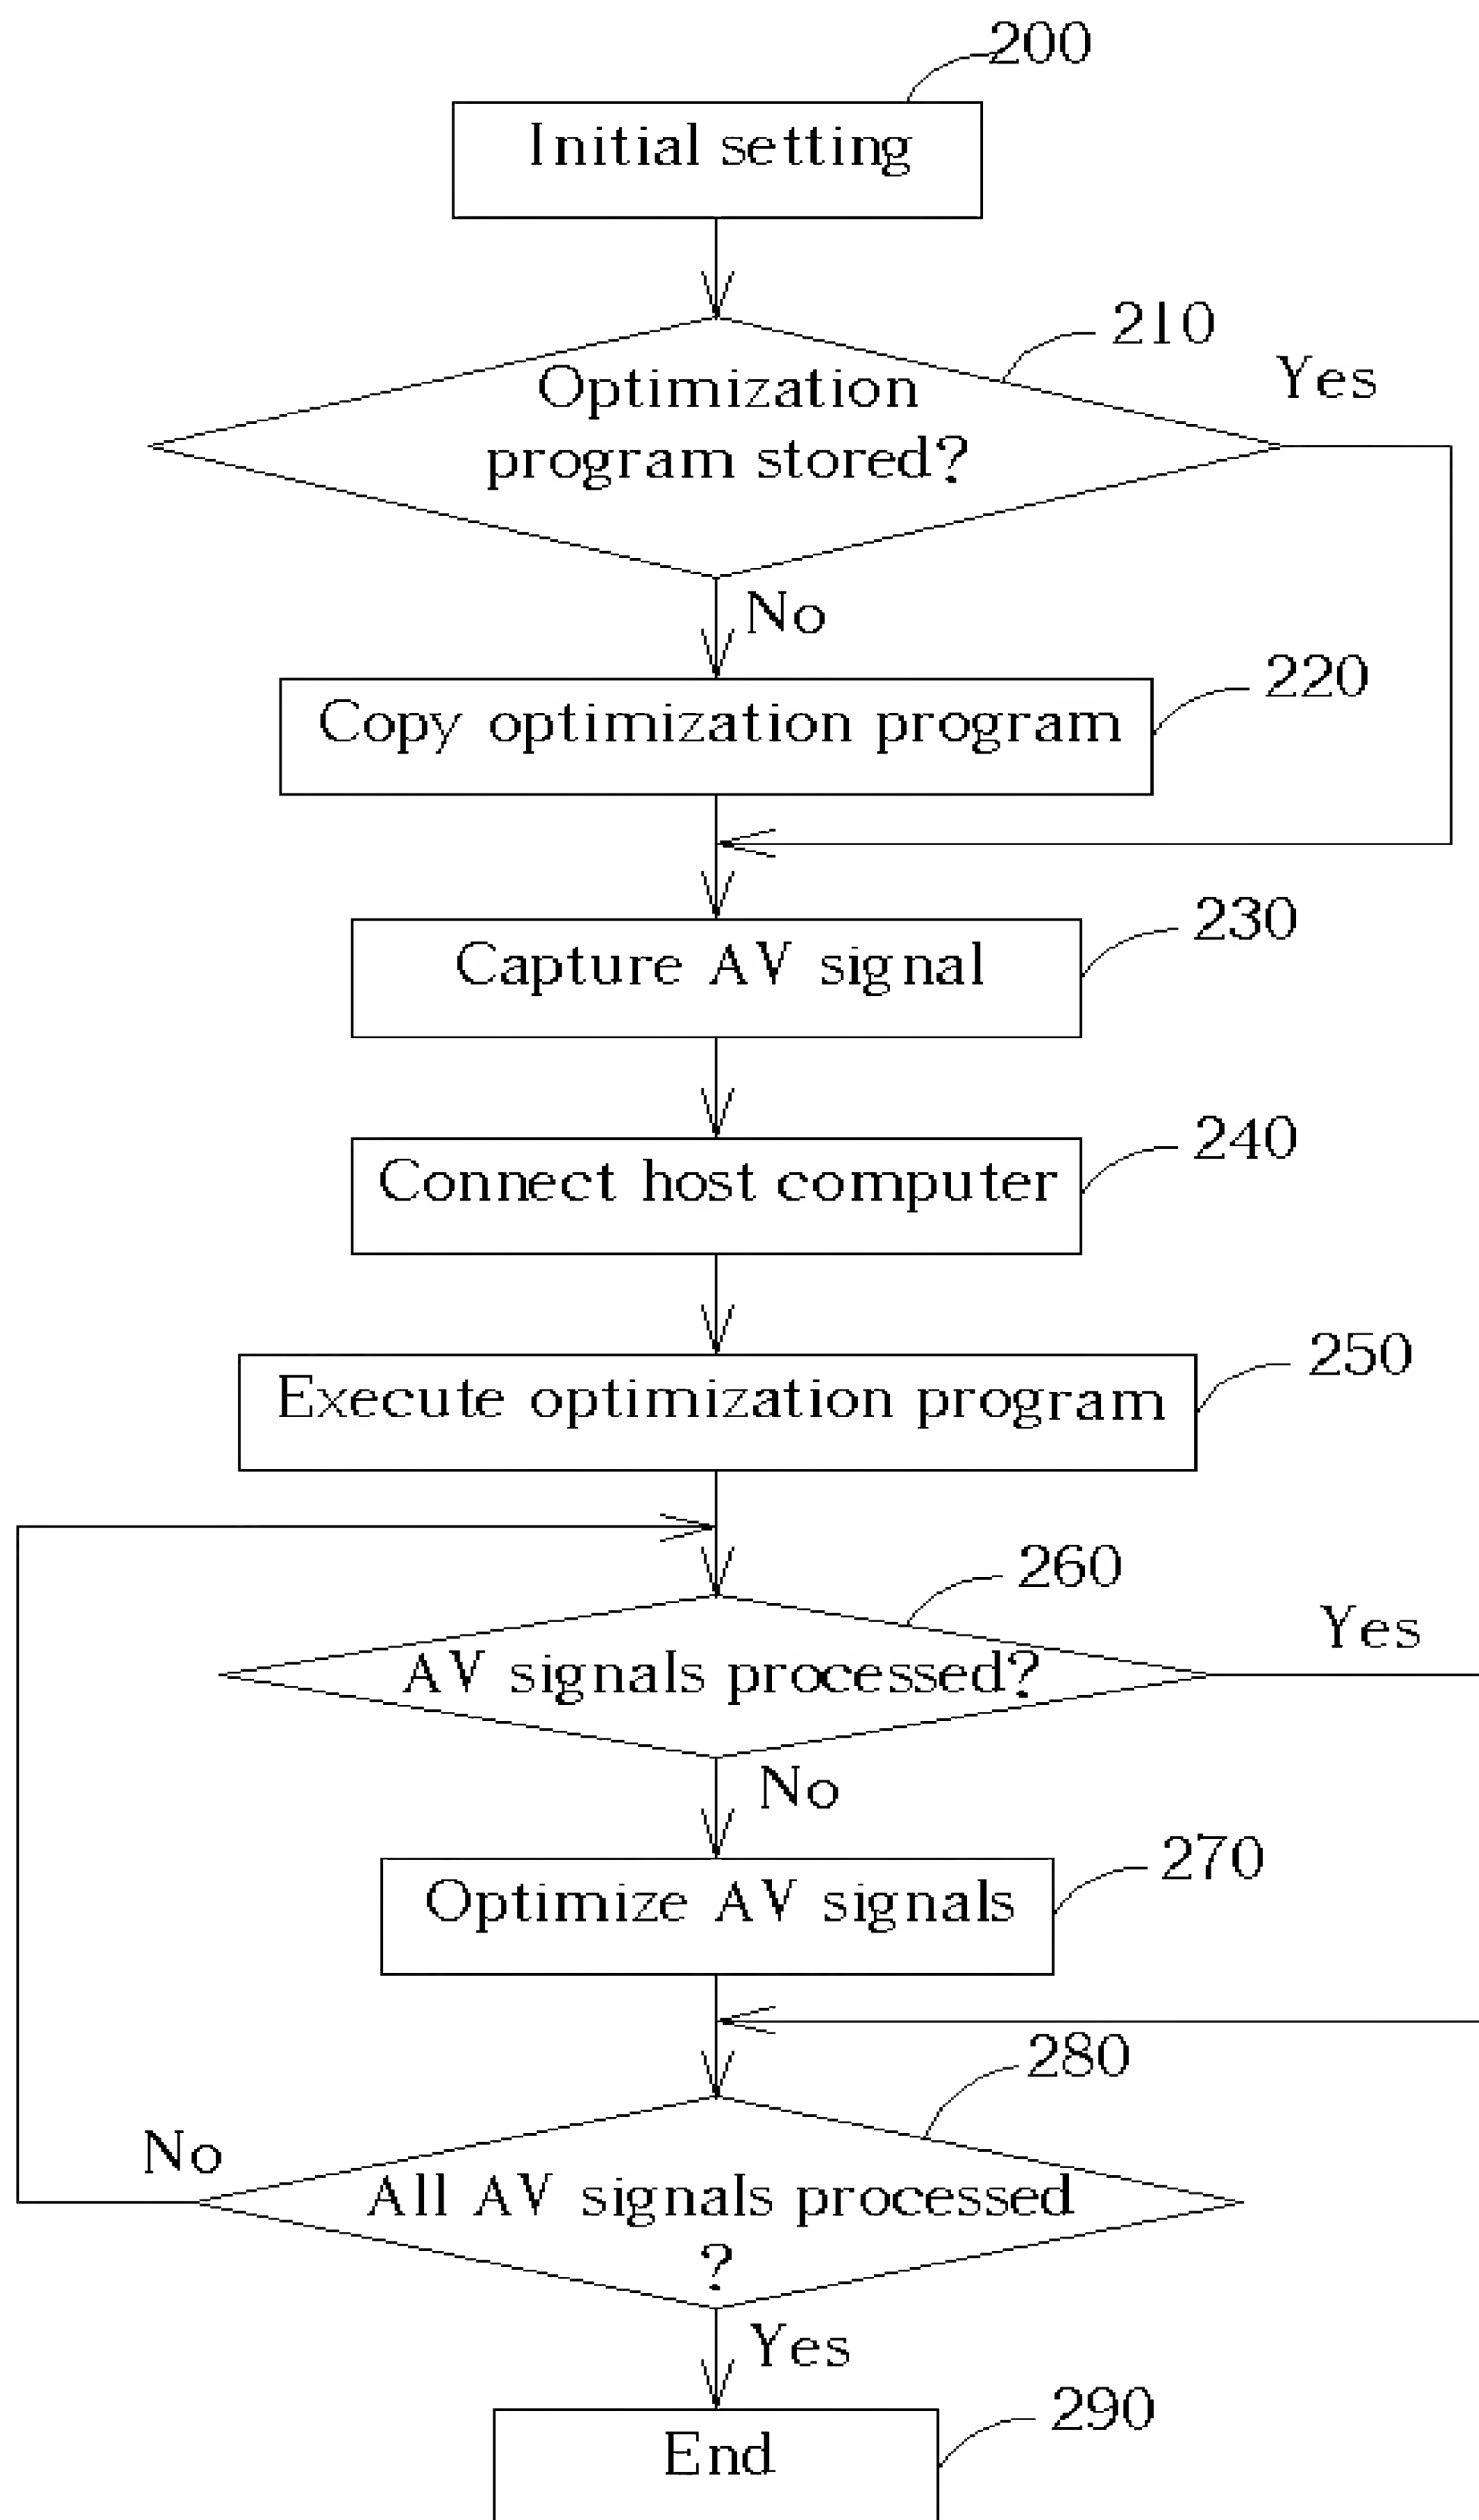 200
Initial setting
210
Yes
Optimization
program stored?
No
220
Copy optimization program
230
Capture AV signal
240
Connect host computer
250
Execute optimization program
260
Yes
AV signals processed?
No
270
Optimize AV signals
280
No
All AV signals processed
?
Yes
290
End